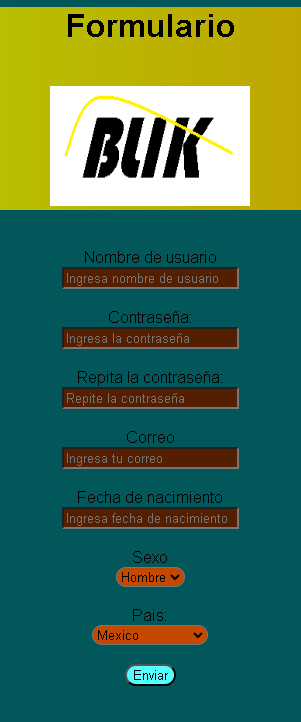 Formulario
BLIK
Nombre de usuario
Ingresa nombre de usuario
Contraseña:
Ingresa la contraseña
Repita la contraseña:
Repite la contraseña
Correo
Ingresa tu correo
Fecha de nacimiento
Ingresa fecha de nacimiento
Sexo
Hombre
Pais:
Mexico
Enviar